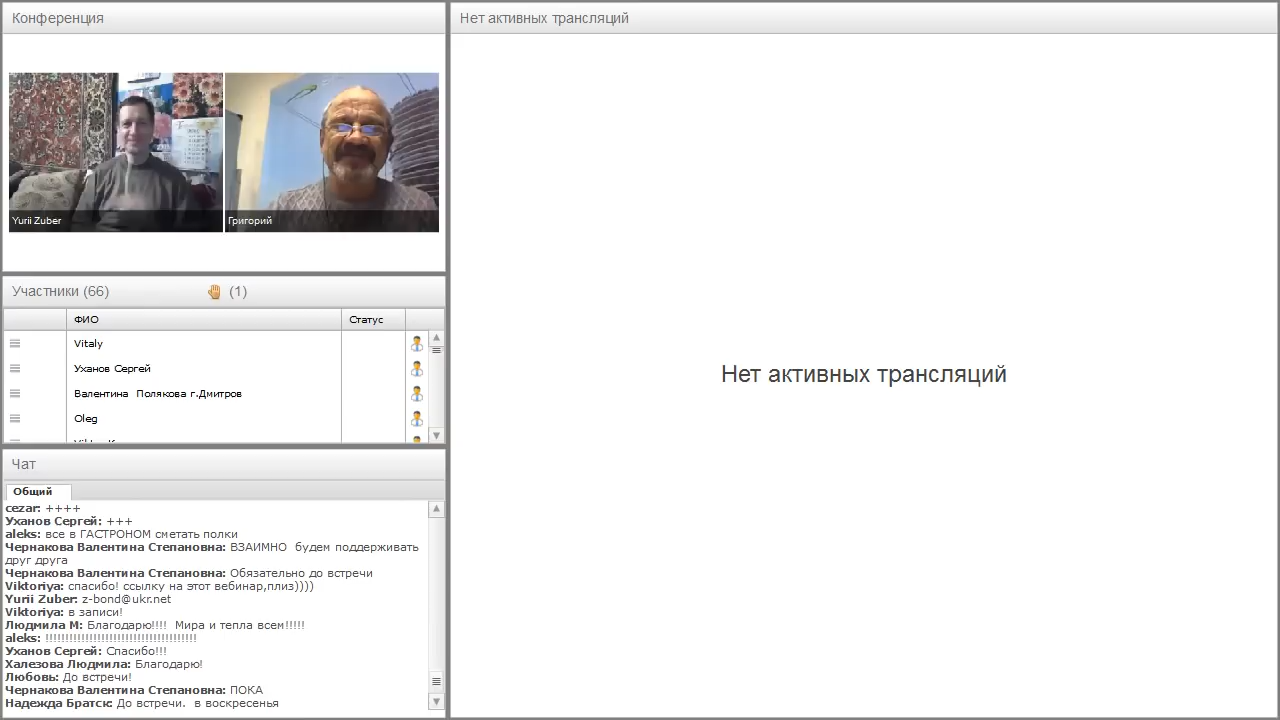 Конференция
Нет активных трансляций
Yurii Zuber
Григорий
Участники (66)
(1)
ФИО
Статус
Vitaly
Уханов Сергей
Валентина Полякова г.Дмитров
Oleg
Нет активных трансляций
Чат
Общий
cezar: ++++
Уханов Сергей: +++
aleks: все в ГАСТРОНОМ сметать полки
Чернакова Валентина Степановна: ВЗАИМНО будем поддерживать
друг друга
Чернакова Валентина Степановна: Обязательно до встречи
Viktoriya: спасибо! ссылку на этот вебинар,плиз))))
Yurii Zuber: z-bond@ukr.net
Viktoriya: в записи!
Людмила М: Благодарю!!!! Мира и тепла всем!!!!!
aleks: !!!!!!!!!!!!!!!!!!!!!!!!!!!!!!!!!!!!!!
Уханов Сергей: Спасибо!!!
Халезова Людмила: Благодарю!
Любовь: До встречи!
Чернакова Валентина Степановна: ПОКА
Надежда Братск: До встречи. в воскресенья